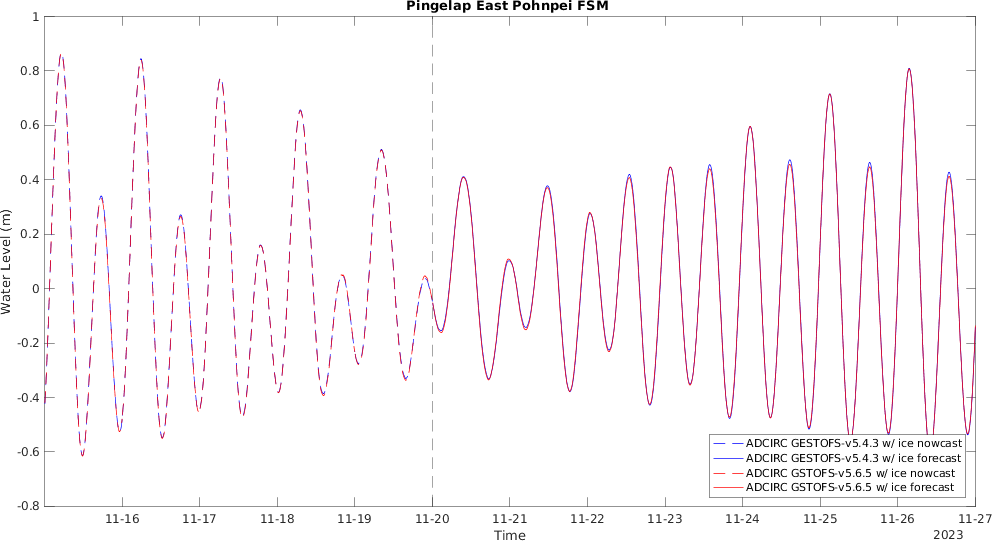 Pingelap East Pohnpei FSM
1
0.8
0.6
0.4
0.2
0
-0.2
-0.4
-0.6
-0.8
Water Level (m)
ADCIRC GESTOFS-v5.4.3 w/ ice nowcast
ADCIRC GESTOFS-v5.4.3 w/ ice forecast
ADCIRC GSTOFS-v5.6.5 w/ ice nowcast
ADCIRC GSTOFS-v5.6.5 w/ ice forecast
11-16 11-17 11-18 11-19 11-20 11-21 11-22 11-23 11-24 11-25 11-26 11-27
Time
2023